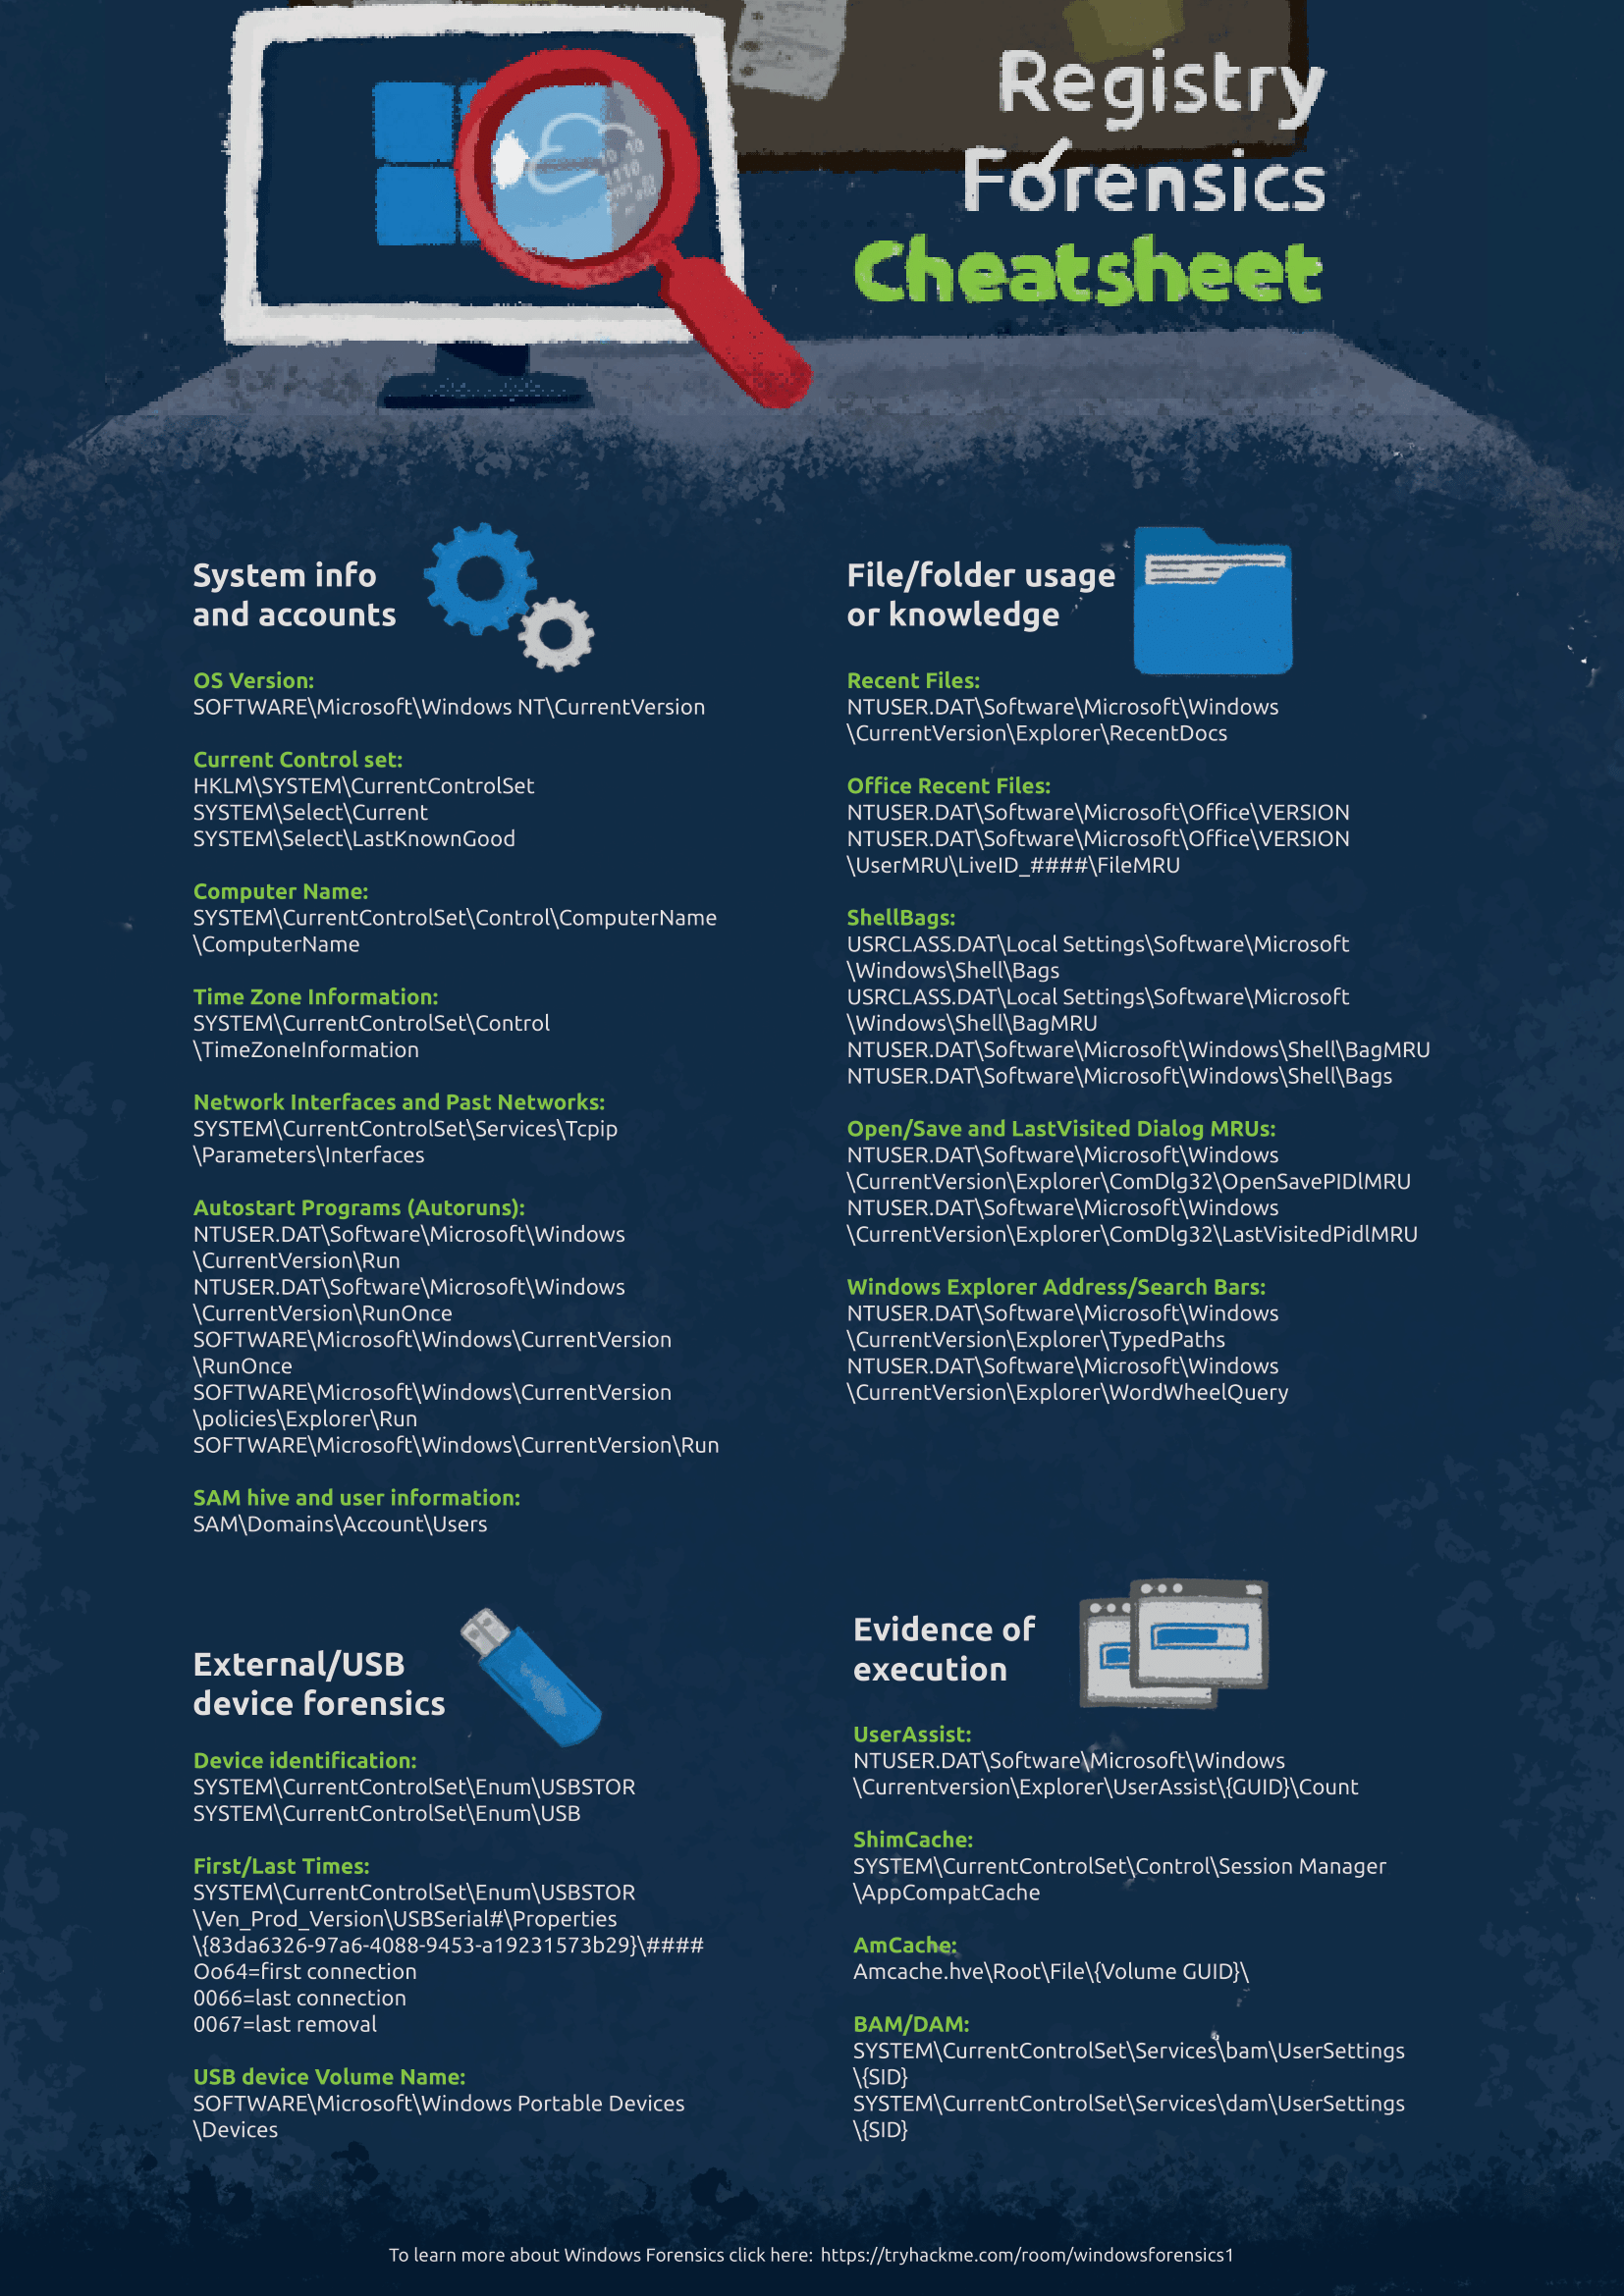 Registry
Forensics
Cheatsheet
System info
and accounts
OS Version:
SOFTWARE\Microsoft\Windows NT\CurrentVersion
Current Control set:
HKLM\SYSTEM\CurrentControlSet
SYSTEM\Select\Current
SYSTEM\Select\LastKnownGood
Computer Name:
SYSTEM\CurrentControlSet\Control\ComputerName
\ComputerName
Time Zone Information:
SYSTEM\CurrentControlSet\Control
\TimeZoneInformation
Network Interfaces and Past Networks:
SYSTEM\CurrentControlSet\Services\Tcpip
\Parameters\Interfaces
Autostart Programs (Autoruns):
NTUSER.DAT\Software\Microsoft\Windows
\CurrentVersion\Run
NTUSER.DAT\Software\Microsoft\Windows
\CurrentVersion\RunOnce
SOFTWARE\Microsoft\Windows\CurrentVersion
\RunOnce
SOFTWARE\Microsoft\Windows\CurrentVersion
\policies\Explorer\Run
SOFTWARE\Microsoft\Windows\CurrentVersion\Run
SAM hive and user information:
SAM\Domains\Account\Users
File/folder usage
or knowledge
Recent Files:
NTUSER.DAT\Software\Microsoft\Windows
\CurrentVersion\Explorer\RecentDocs
Office Recent Files:
NTUSER.DAT\Software\Microsoft\Office\VERSION
NTUSER.DAT\Software\Microsoft\Office\VERSION
\UserMRU\LiveID_####\FileMRU
ShellBags:
USRCLASS.DAT\Local Settings\Software\Microsoft
\Windows\Shell\Bags
USRCLASS.DAT\Local Settings\Software\Microsoft
\Windows\Shell\BagMRU
NTUSER.DAT\Software\Microsoft\Windows\Shell\BagMRU
NTUSER.DAT\Software\Microsoft\Windows\Shell\Bags
Open/Save and LastVisited Dialog MRUs:
NTUSER.DAT\Software\Microsoft\Windows
\CurrentVersion\Explorer\ComDlg32\OpenSavePIDlMRU
NTUSER.DAT\Software\Microsoft\Windows
\CurrentVersion\Explorer\ComDlg32\LastVisitedPidlMRU
Windows Explorer Address/Search Bars:
NTUSER.DAT\Software\Microsoft\Windows
\CurrentVersion\Explorer\TypedPaths
NTUSER.DAT\Software\Microsoft\Windows
\CurrentVersion\Explorer\WordWheelQuery
External/USB
device forensics
Device identification:
SYSTEM\CurrentControlSet\Enum\USBSTOR
SYSTEM\CurrentControlSet\Enum\USB
First/Last Times:
SYSTEM\CurrentControlSet\Enum\USBSTOR
\Ven_Prod_Version\USBSerial#\Properties
\{83da6326-97a6-4088-9453-a19231573b29}\####
Oo64=first connection
0066=last connection
0067=last removal
USB device Volume Name:
SOFTWARE\Microsoft\Windows Portable Devices
\Devices
Evidence of
execution
UserAssist:
NTUSER.DAT\Software\Microsoft\Windows
\Currentversion\Explorer\UserAssist\{GUID}\Count
ShimCache:
SYSTEM\CurrentControlSet\Control\Session Manager
\AppCompatCache
AmCache:
Amcache.hve\Root\File\{Volume GUID}\
BAM/DAM:
SYSTEM\CurrentControlSet\Services\bam\UserSettings
\{SID}
SYSTEM\CurrentControlSet\Services\dam\UserSettings
\{SID}
To learn more about Windows Forensics click here: https://tryhackme.com/room/windowsforensics1